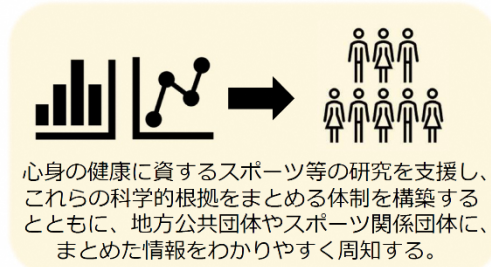 心身の健康に資するスポーツ等の研究を支援し、
これらの科学的根拠をまとめる体制を構築する
とともに、地方公共団体やスポーツ関係団体に、
まとめた情報をわかりやすく周知する。